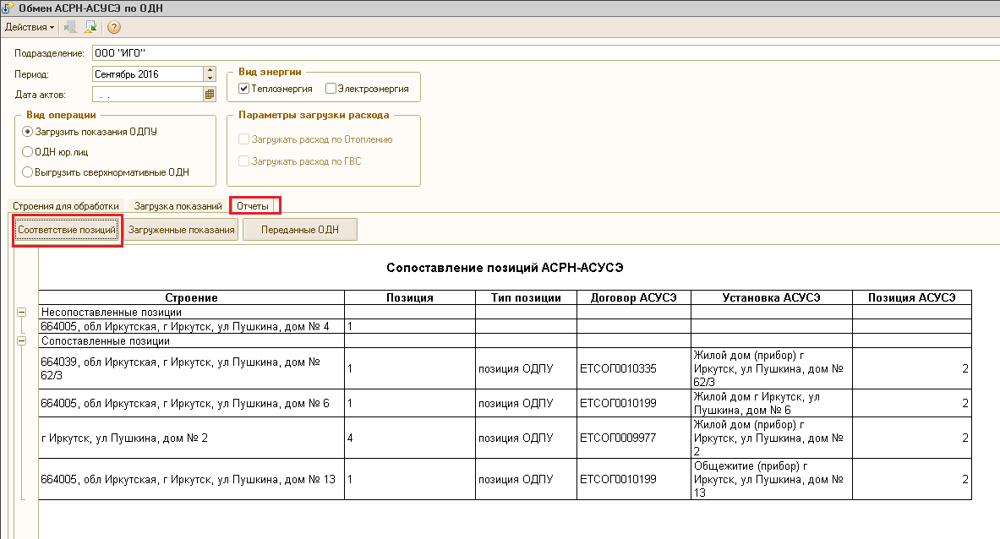 Обмен АСРН-АСУСЭ по ОДН
Действия
Подразделение: ООО "ИГО"
Период: Сентябрь 2016
Дата актов: . .
Вид энергии
Теплоэнергия Электроэнергия
Вид операции
Загрузить показания ОДПУ
ОДН юр.лиц
Выгрузить сверхнормативные ОДН
Параметры загрузки расхода
Загружать расход по Отоплению
Загружать расход по ГВС
Строения для обработки Загрузка показаний Отчеты
Соответствие позиций Загруженные показания Переданные ОДН
Сопоставление позиций АСРН-АСУСЭ
Строение Позиция Тип позиции Договор АСУСЭ Установка АСУСЭ Позиция АСУСЭ
Несопоставленные позиции
664005, обл Иркутская, г Иркутск, ул Пушкина, дом № 4 1
Сопоставленные позиции
664039, обл Иркутская, г Иркутск, ул Пушкина, дом №
62/3
1
позиция ОДПУ
ЕТСОГ0010335
Жилой дом (прибор) г
Иркутск, ул Пушкина, дом №
62/3
2
664005, обл Иркутская, г Иркутск, ул Пушкина, дом № 6
1
позиция ОДПУ
ЕТСОГ0010199
Жилой дом г Иркутск, ул
Пушкина, дом № 6
2
г Иркутск, ул Пушкина, дом № 2
4
позиция ОДПУ
ЕТСОГ0009977
Жилой дом (прибор) г
Иркутск, ул Пушкина, дом №
2
2
664005, обл Иркутская, г Иркутск, ул Пушкина, дом № 13
1
позиция ОДПУ
ЕТСОГ0010199
Общежитие (прибор) г
Иркутск, ул Пушкина, дом №
13
2